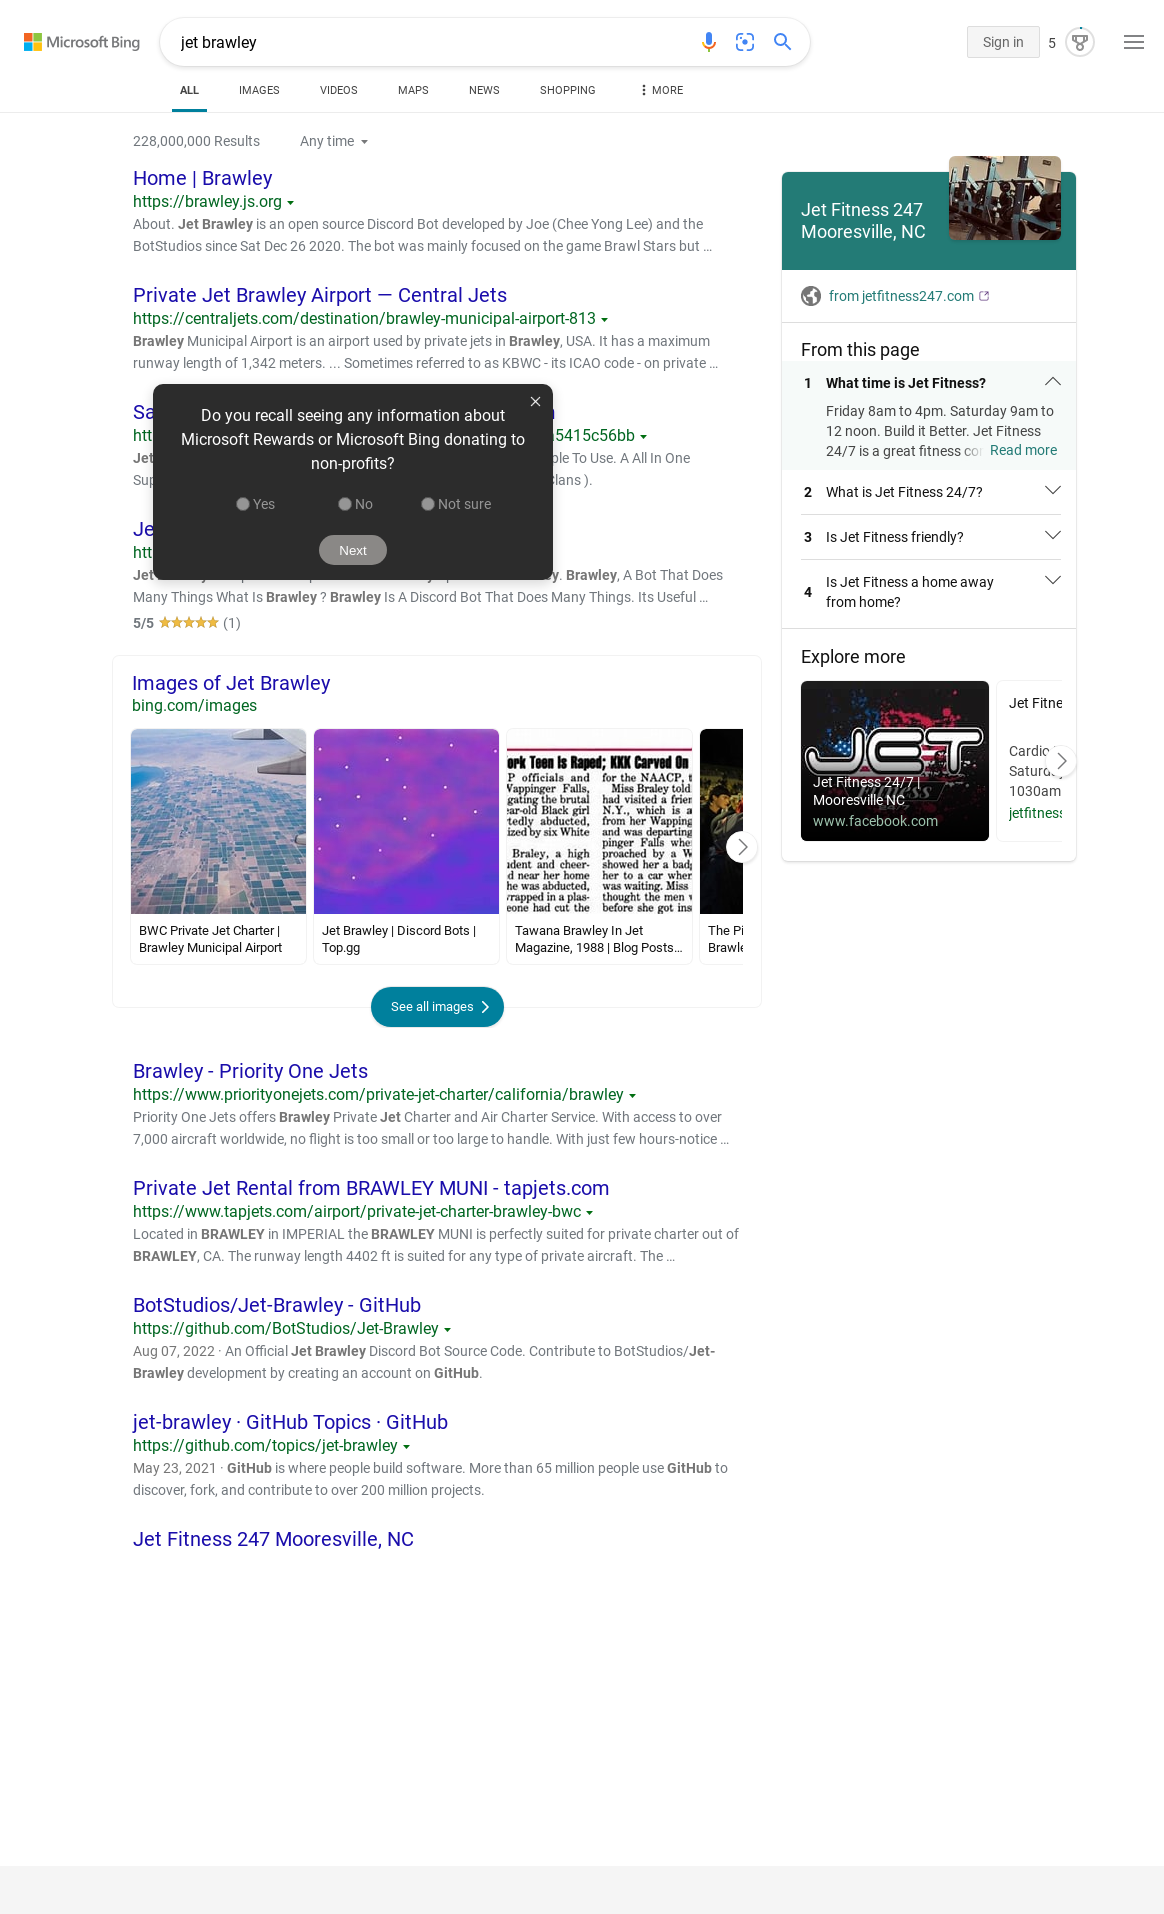 Microsoft Bing
jet brawley
Sign in
5
ALL
IMAGES
VIDEOS
MAPS
NEWS
SHOPPING
MORE
228,000,000 Results
Any time
Home | Brawley
https://brawley.js.org
About. Jet Brawley is an open source Discord Bot developed by Joe (Chee Yong Lee) and the
BotStudios since Sat Dec 26 2020. The bot was mainly focused on the game Brawl Stars but …
Private Jet Brawley Airport — Central Jets
https://centraljets.com/destination/brawley-municipal-airport-813
Brawley Municipal Airport is an airport used by private jets in Brawley, USA. It has a maximum
runway length of 1,342 meters. ... Sometimes referred to as KBWC - its ICAO code - on private …
Sa
htt
5415c56bb
Jet
ble To Use. A All In One
Sup
Clans ).
Do you recall seeing any information about
Microsoft Rewards or Microsoft Bing donating to
non-profits?
Yes
No
Not sure
Next
Je
htt
Jet
. Brawley, A Bot That Does
Many Things What Is Brawley ? Brawley Is A Discord Bot That Does Many Things. Its Useful …
5/5
(1)
Images of Jet Brawley
bing.com/images
ork Teen Is Raped; KKK Carved On
P officials and
Wappinger Falls,
gating the brutal
ear-old Black girl
tedly abducted,
ized by six White
Braley, a high
udent and cheer-
d near her home
he was abducted,
wrapped in a plas-
eone had cut the
for the NAACP, t
Miss Braley told
had visited a frien
N.Y., which is a
from her Wapping
and was departing
pinger Falls whe
proached by a W
showed her a badg
her to a car when
was waiting. Miss
thought the men w
before she got ins
BWC Private Jet Charter |
Brawley Municipal Airport
Jet Brawley | Discord Bots |
Top.gg
Tawana Brawley In Jet
Magazine, 1988 | Blog Posts…
The Pi
Brawle
See all images
Brawley - Priority One Jets
https://www.priorityonejets.com/private-jet-charter/california/brawley
Priority One Jets offers Brawley Private Jet Charter and Air Charter Service. With access to over
7,000 aircraft worldwide, no flight is too small or too large to handle. With just few hours-notice …
Private Jet Rental from BRAWLEY MUNI - tapjets.com
https://www.tapjets.com/airport/private-jet-charter-brawley-bwc
Located in BRAWLEY in IMPERIAL the BRAWLEY MUNI is perfectly suited for private charter out of
BRAWLEY, CA. The runway length 4402 ft is suited for any type of private aircraft. The …
BotStudios/Jet-Brawley - GitHub
https://github.com/BotStudios/Jet-Brawley
Aug 07, 2022 · An Official Jet Brawley Discord Bot Source Code. Contribute to BotStudios/Jet-
Brawley development by creating an account on GitHub.
jet-brawley · GitHub Topics · GitHub
https://github.com/topics/jet-brawley
May 23, 2021 · GitHub is where people build software. More than 65 million people use GitHub to
discover, fork, and contribute to over 200 million projects.
Jet Fitness 247 Mooresville, NC
Jet Fitness 247
Mooresville, NC
from jetfitness247.com
From this page
1 What time is Jet Fitness?
Friday 8am to 4pm. Saturday 9am to
12 noon. Build it Better. Jet Fitness
24/7 is a great fitness co Read more
2 What is Jet Fitness 24/7?
3 Is Jet Fitness friendly?
4 Is Jet Fitness a home away
from home?
Explore more
JET
Jet Fitness 24/7 |
Mooresville NC
www.facebook.com
Jet Fitne
Cardio
Saturday
1030am
jetfitness